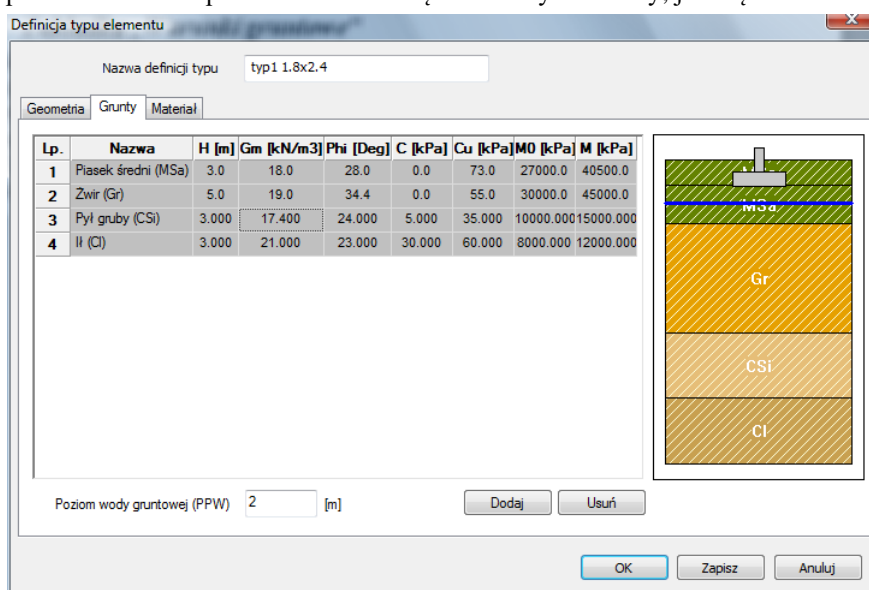 Definicja typu elementu
Nazwa definicji typu typ1 1.8x2.4
Geometria Grunty Materiał
Lp. Nazwa H [m] Gm [kN/m3] Phi [Deg] C [kPa] Cu [kPa] M0 [kPa] M [kPa]
1 Piasek średni (MSa) 3.0 18.0 28.0 0.0 73.0 27000.0 40500.0
2 Żwir (Gr) 5.0 19.0 34.4 0.0 55.0 30000.0 45000.0
3 Pył gruby (CSi) 3.000 17.400 24.000 5.000 35.000 10000.000 15000.000
4 Ił (Cl) 3.000 21.000 23.000 30.000 60.000 8000.000 12000.000
MSa
Gr
CSi
Cl
Poziom wody gruntowej (PPW) 2 [m] Dodaj Usuń
OK Zapisz Anuluj